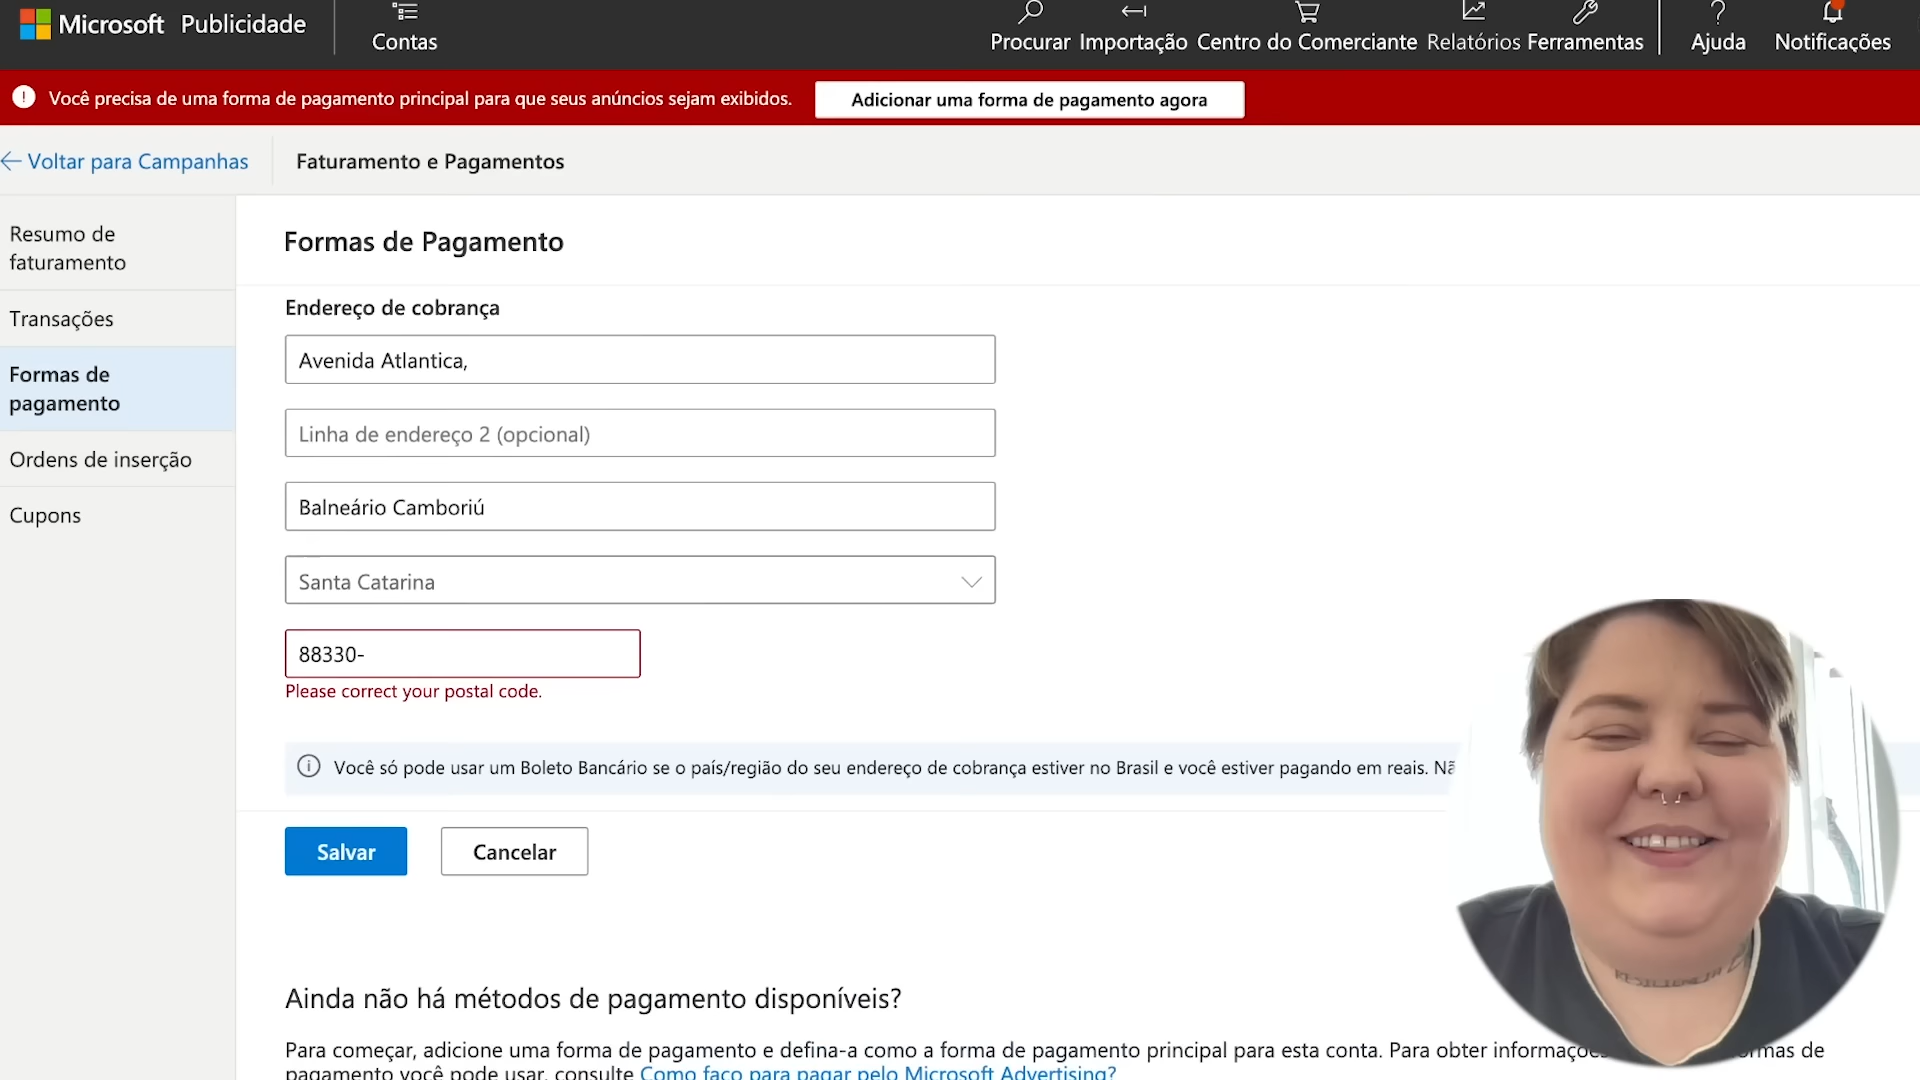 Microsoft Publicidade
Contas
Procurar Importação Centro do Comerciante Relatórios Ferramentas
Ajuda Notificações
Você precisa de uma forma de pagamento principal para que seus anúncios sejam exibidos.
Adicionar uma forma de pagamento agora
Voltar para Campanhas
Faturamento e Pagamentos
Resumo de
faturamento
Transações
Formas de
pagamento
Ordens de inserção
Cupons
Formas de Pagamento
Endereço de cobrança
Avenida Atlantica,
Linha de endereço 2 (opcional)
Balneário Camboriú
Santa Catarina
88330-
Please correct your postal code.
Você só pode usar um Boleto Bancário se o país/região do seu endereço de cobrança estiver no Brasil e você estiver pagando em reais.
Salvar
Cancelar
Ainda não há métodos de pagamento disponíveis?
Para começar, adicione uma forma de pagamento e defina-a como a forma de pagamento principal para esta conta. Para obter de
pagamento você pode usar, consulte Como faço para pagar pelo Microsoft Advertising?